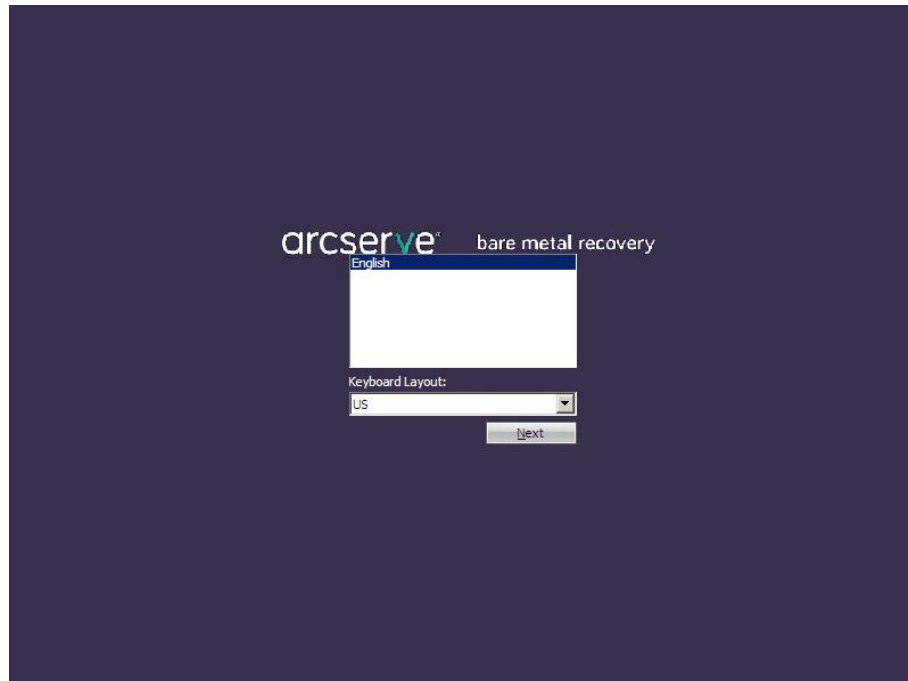 arcserve® bare metal recovery
English
Keyboard Layout:
US
Next